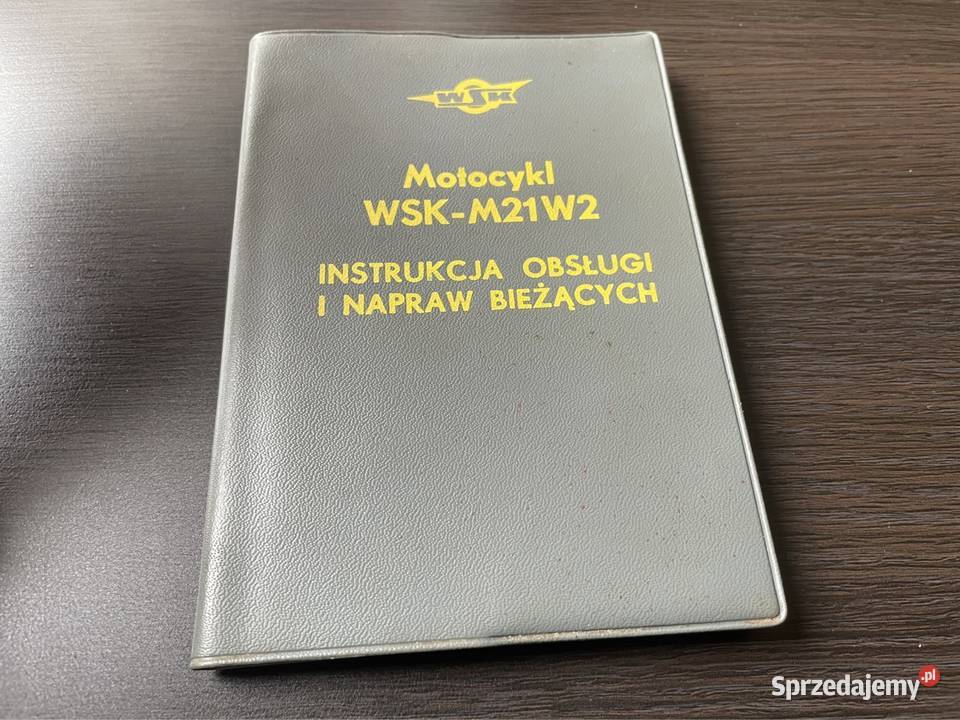 WSK
Motocykl
WSK-M21W2
INSTRUKCJA OBSŁUGI
I NAPRAW BIEŻĄCYCH
Sprzedajemy.pl